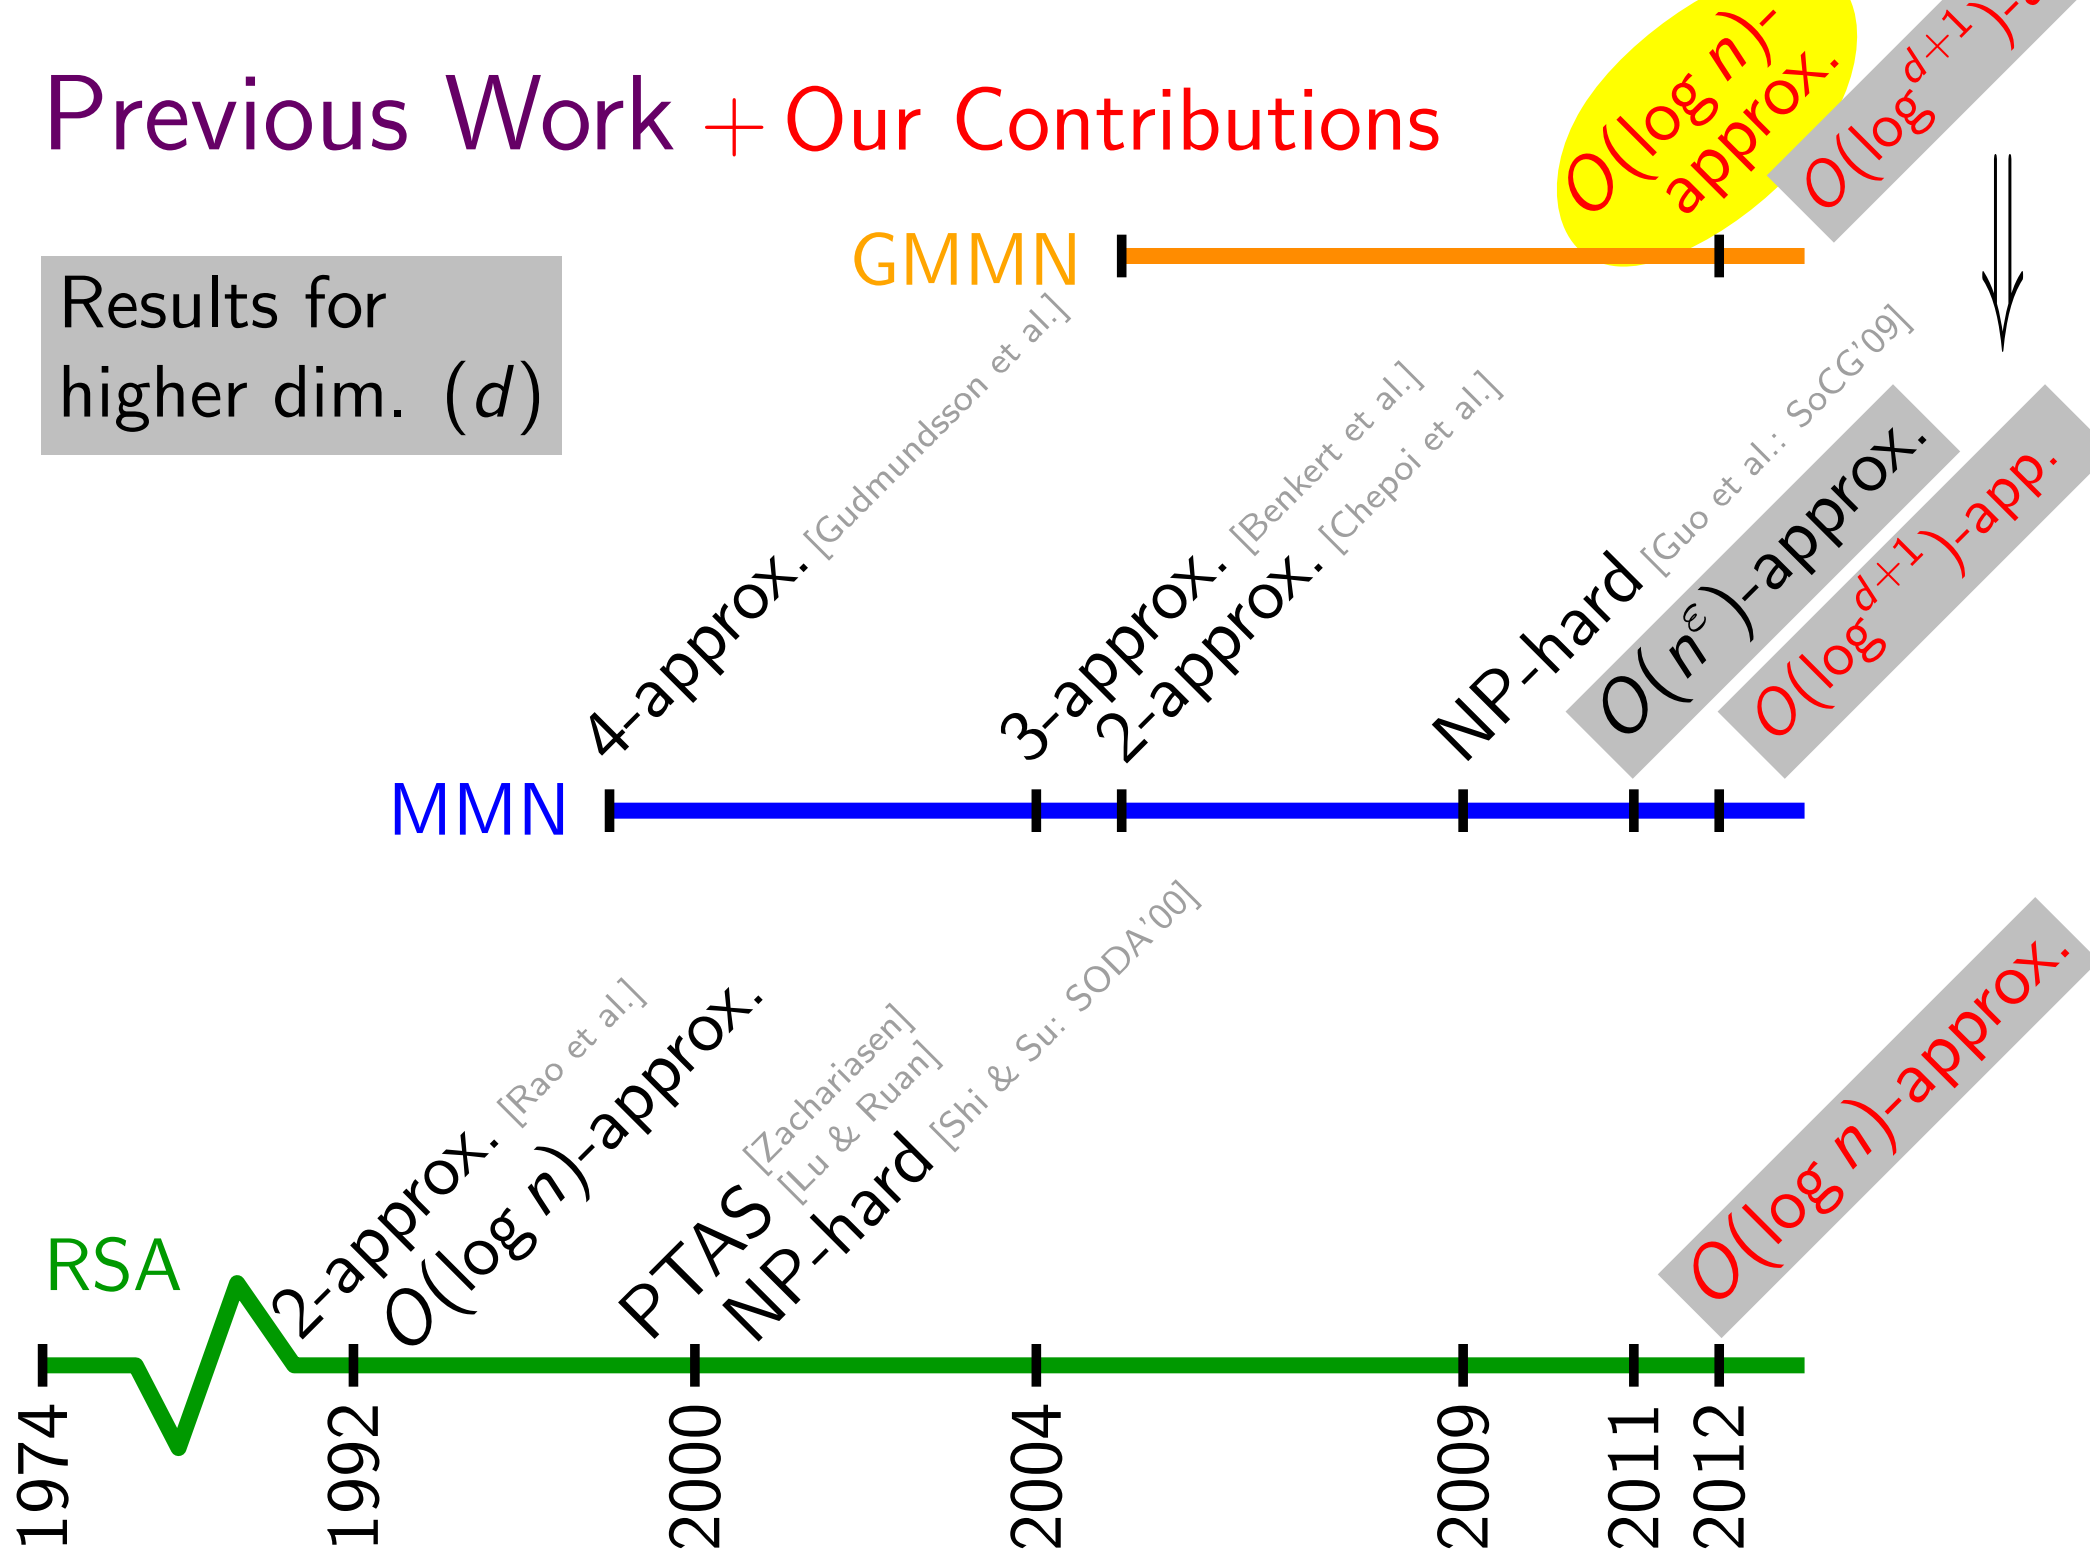 Previous Work + Our Contributions
O(log n)-
approx.
O(log^{d+1})-
GMMN
Results for
higher dim. (d)
4-approx. [Gudmundsson et al.]
3-approx. [Benkert et al.]
2-approx. [Chepoi et al.]
NP-hard [Guo et al.: SoCG'09]
O(n^ε)-approx.
O(log^{d+1})-app.
MMN
RSA
2-approx. [Rao et al.]
O(log n)-approx.
PTAS [Zachariasen]
[Lu & Ruan]
NP-hard [Shi & Su: SODA'00]
O(log n)-approx.
1974
1992
2000
2004
2009
2011
2012